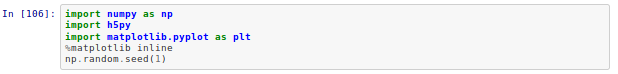 In [106]: import numpy as np
import h5py
import matplotlib.pyplot as plt
%matplotlib inline
np.random.seed(1)